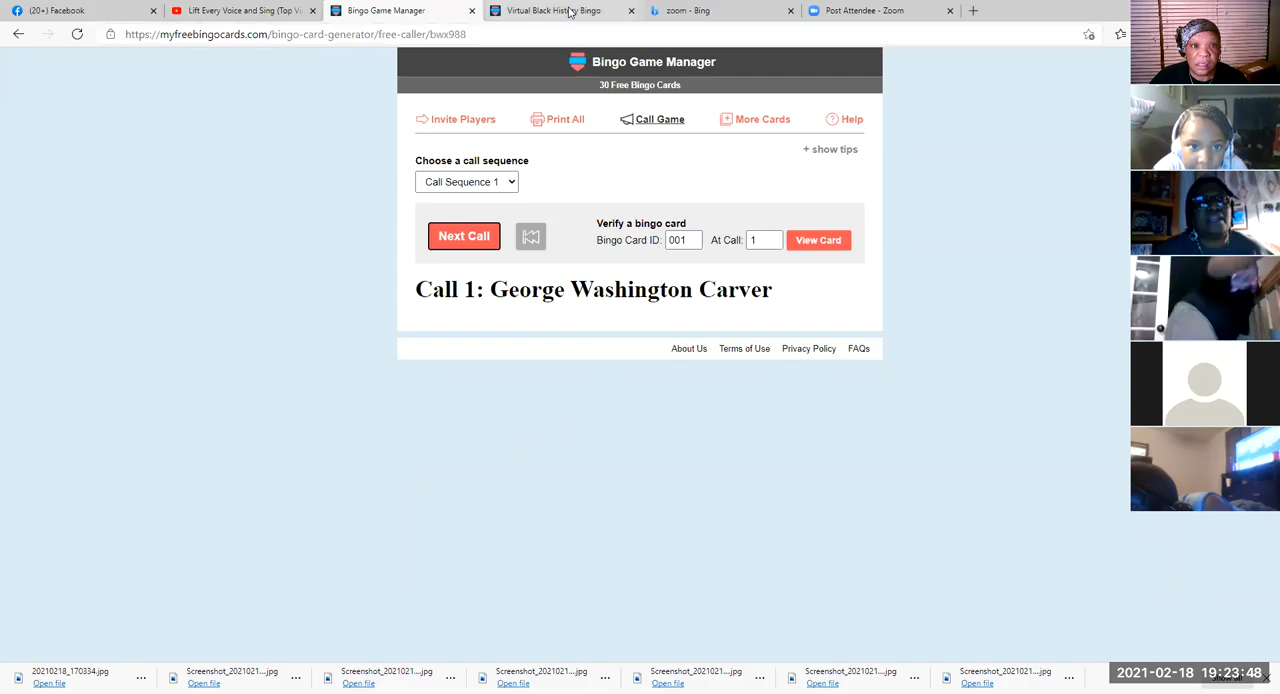 (20+) Facebook
Lift Every Voice and Sing (Top V
Bingo Game Manager
Virtual Black History Bingo
zoom - Bing
Post Attendee - Zoom
https://myfreebingocards.com/bingo-card-generator/free-caller/bwx988
Bingo Game Manager
30 Free Bingo Cards
Invite Players
Print All
Call Game
More Cards
Help
+ show tips
Choose a call sequence
Call Sequence 1
Next Call
Verify a bingo card
Bingo Card ID: 001 At Call: 1 View Card
Call 1: George Washington Carver
About Us Terms of Use Privacy Policy FAQs
20210218_170334.jpg
Open file
Screenshot_2021021....jpg
Open file
Screenshot_2021021....jpg
Open file
Screenshot_2021021....jpg
Open file
Screenshot_2021021....jpg
Open file
Screenshot_2021021....jpg
Open file
Screenshot_2021021....jpg
Open file
2021-02-18 19:23:48